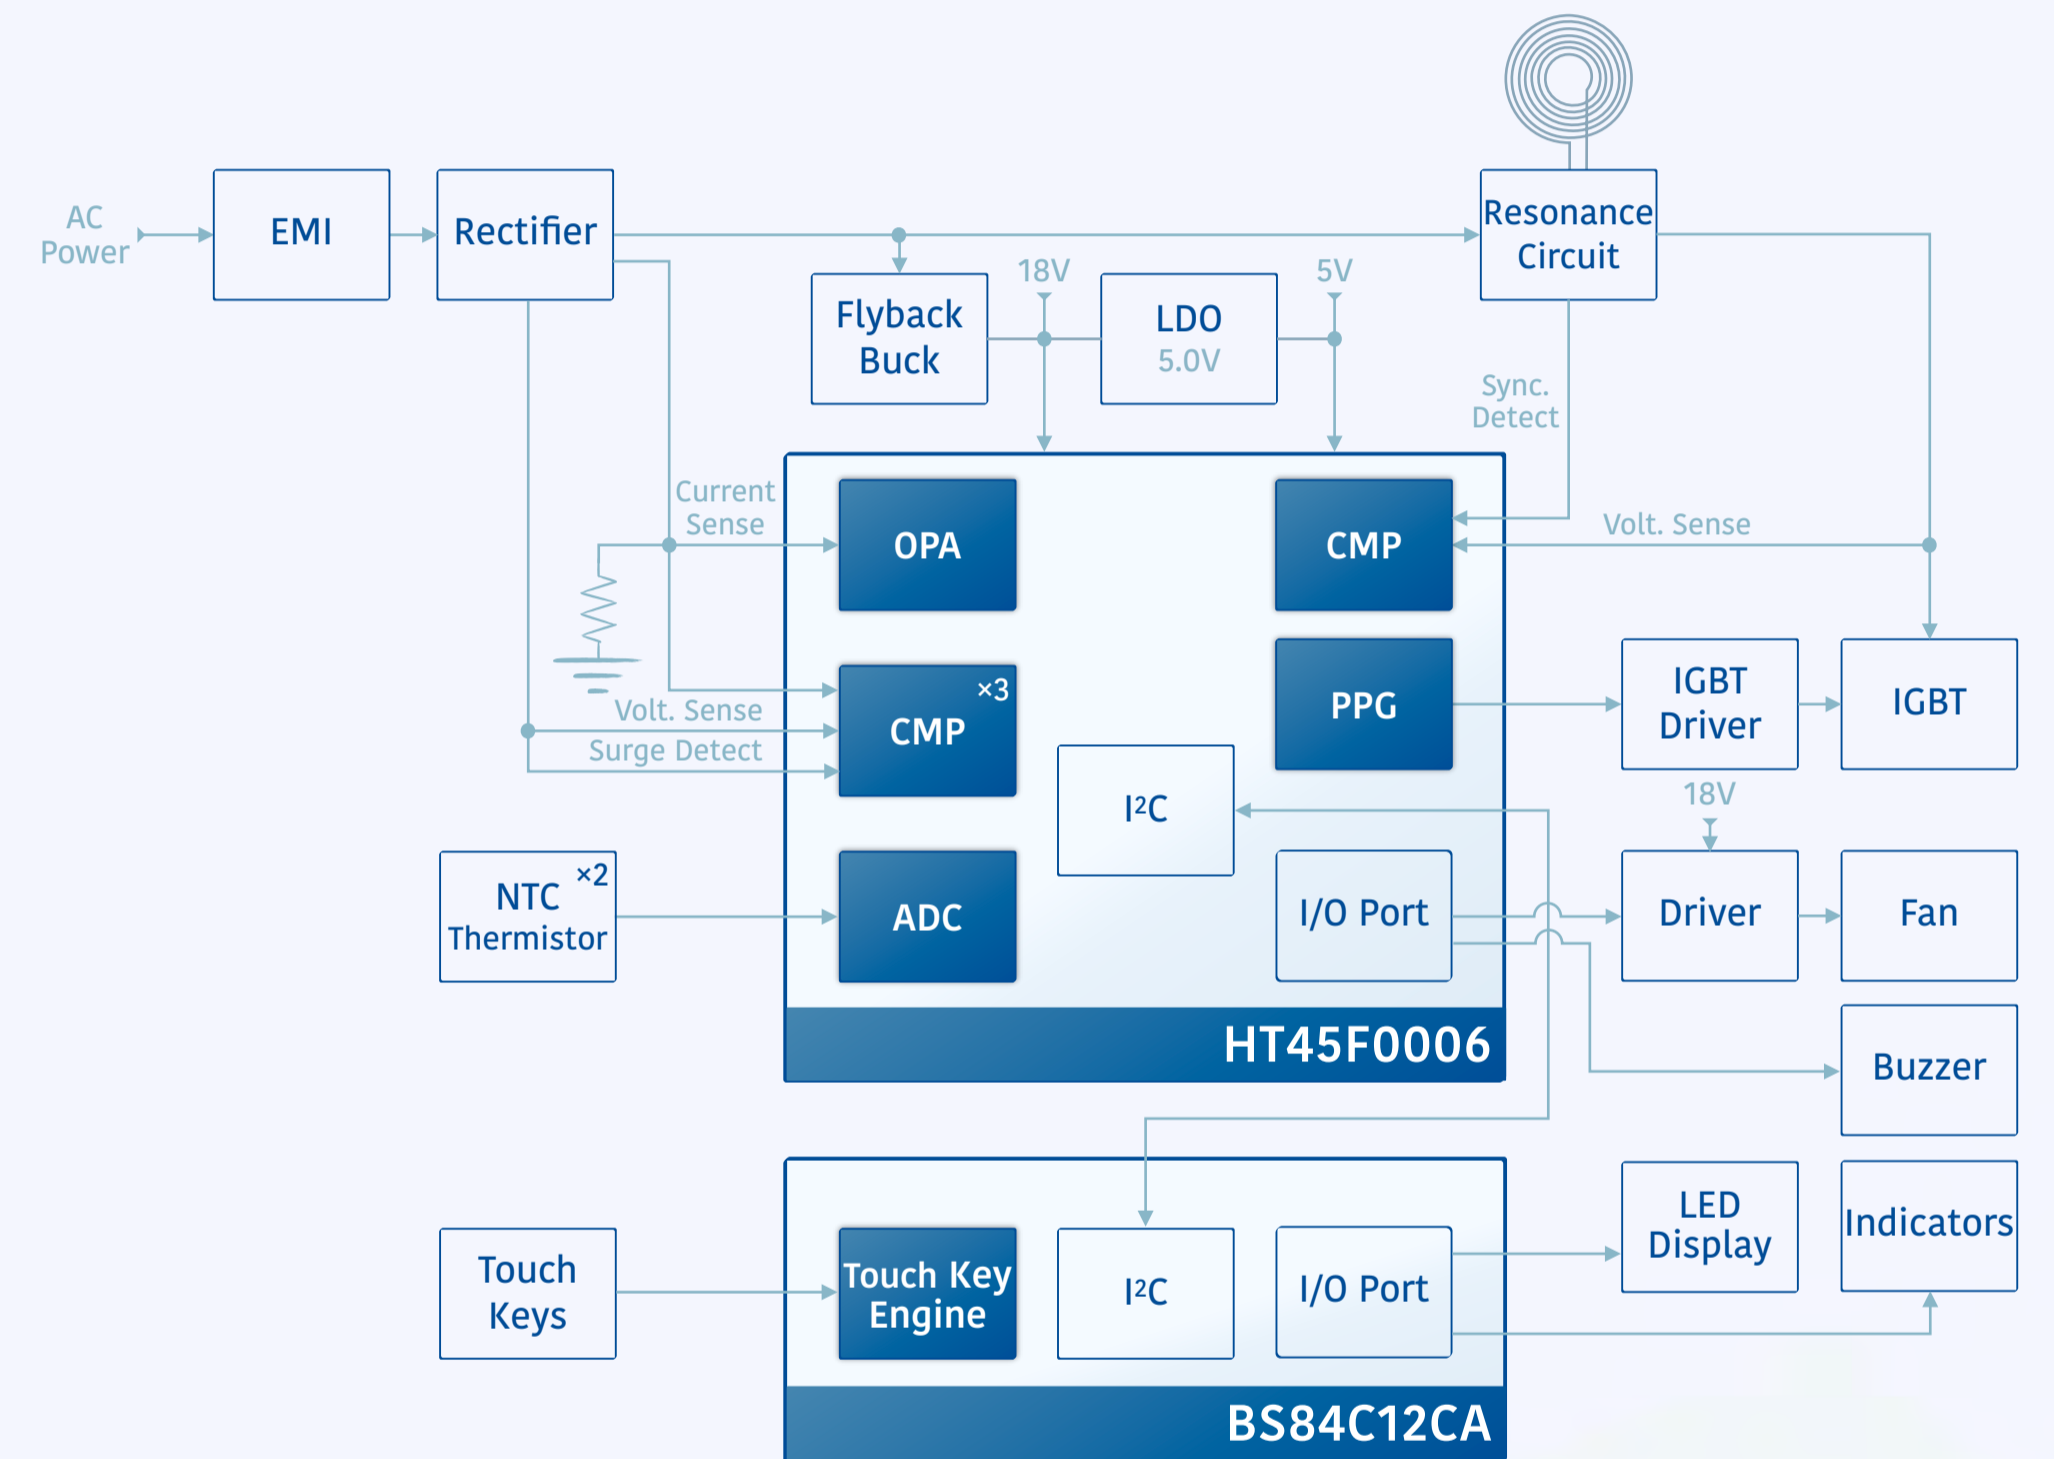 AC
Power
EMI
Rectifier
Resonance
Circuit
Flyback
Buck
18V
LDO
5.0V
5V
Sync.
Detect
Current
Sense
OPA
CMP
Volt. Sense
×3
CMP
Volt. Sense
Surge Detect
PPG
IGBT
Driver
IGBT
I²C
18V
NTC ×2
Thermistor
ADC
I/O Port
Driver
Fan
HT45F0006
Buzzer
Touch
Keys
Touch Key
Engine
I²C
I/O Port
LED
Display
Indicators
BS84C12CA